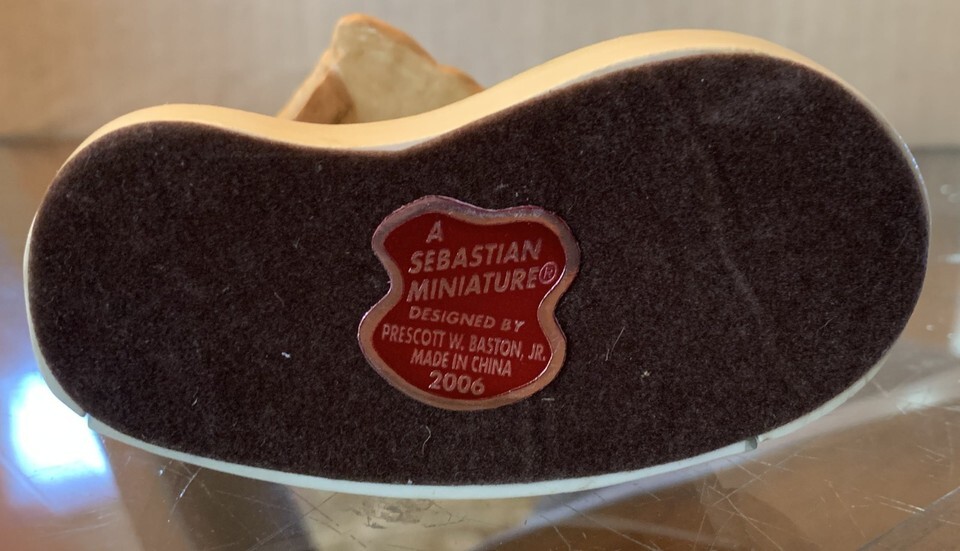 A
SEBASTIAN
MINIATURE®
DESIGNED BY
PRESCOTT W. BASTON, JR.
MADE IN CHINA
2006